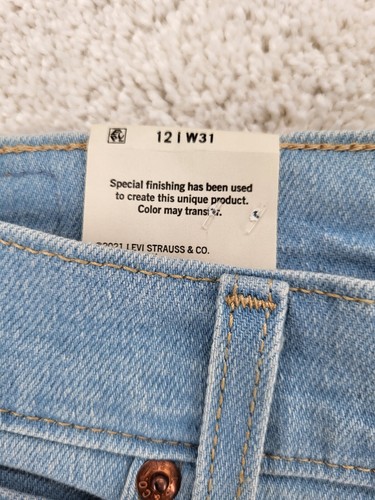 12 | W31
Special finishing has been used
to create this unique product.
Color may transfer.
©2021 LEVI STRAUSS & CO.